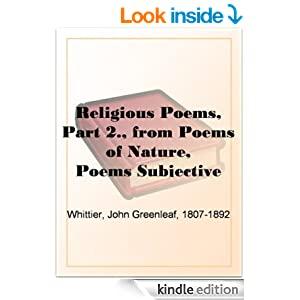 LOOK INSIDE!
Religious Poems,
Part 2., from Poems
of Nature,
Poems Subjective
Whittier, John Greenleaf, 1807-1892
kindle edition